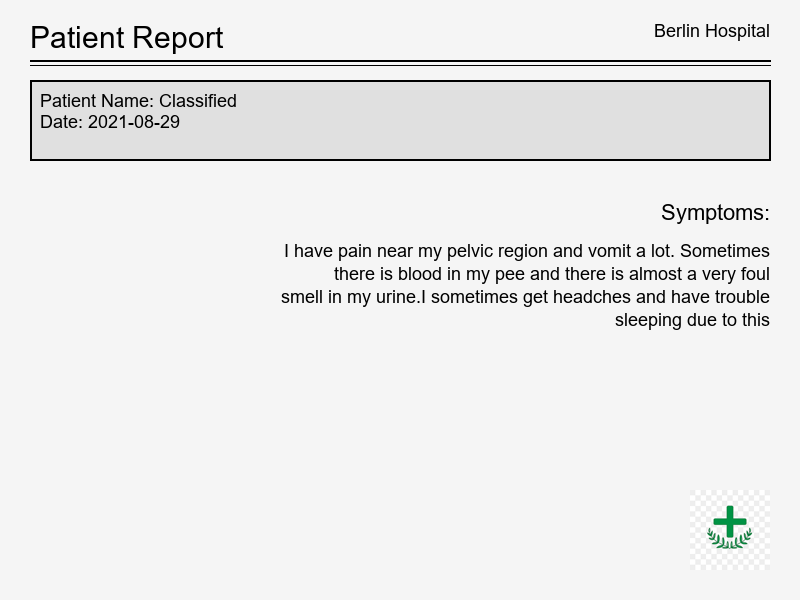 Patient Report
Berlin Hospital
Patient Name: Classified
Date: 2021-08-29
Symptoms:
I have pain near my pelvic region and vomit a lot. Sometimes
there is blood in my pee and there is almost a very foul
smell in my urine.I sometimes get headches and have trouble
sleeping due to this